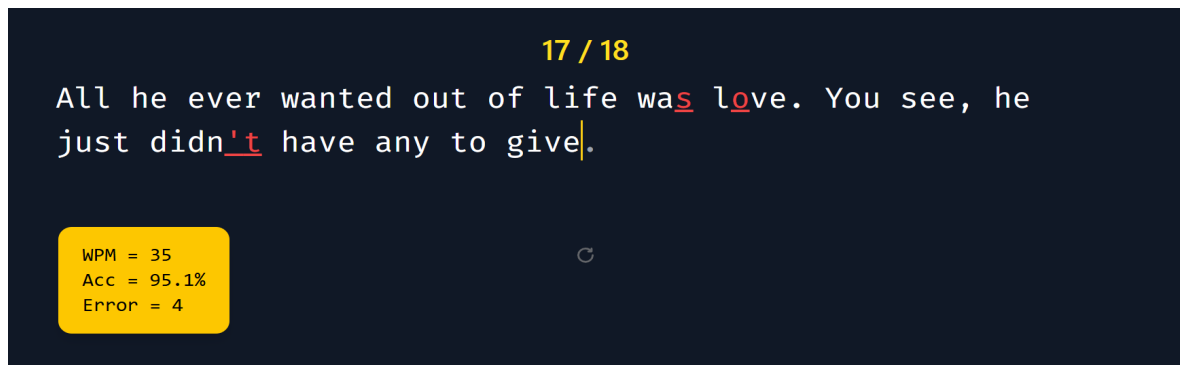 17 / 18
All he ever wanted out of life was love. You see, he
just didn't have any to give.
WPM = 35
Acc = 95.1%
Error = 4